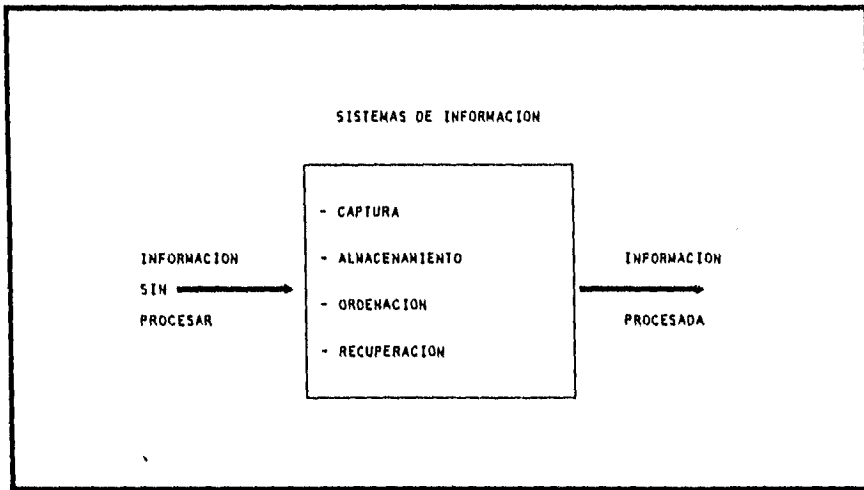 SISTEMAS DE INFORMACION
- CAPTURA
INFORMACION
- ALMACENAMIENTO
INFORMACION
SIN
- ORDENACION
PROCESAR
PROCESADA
- RECUPERACION